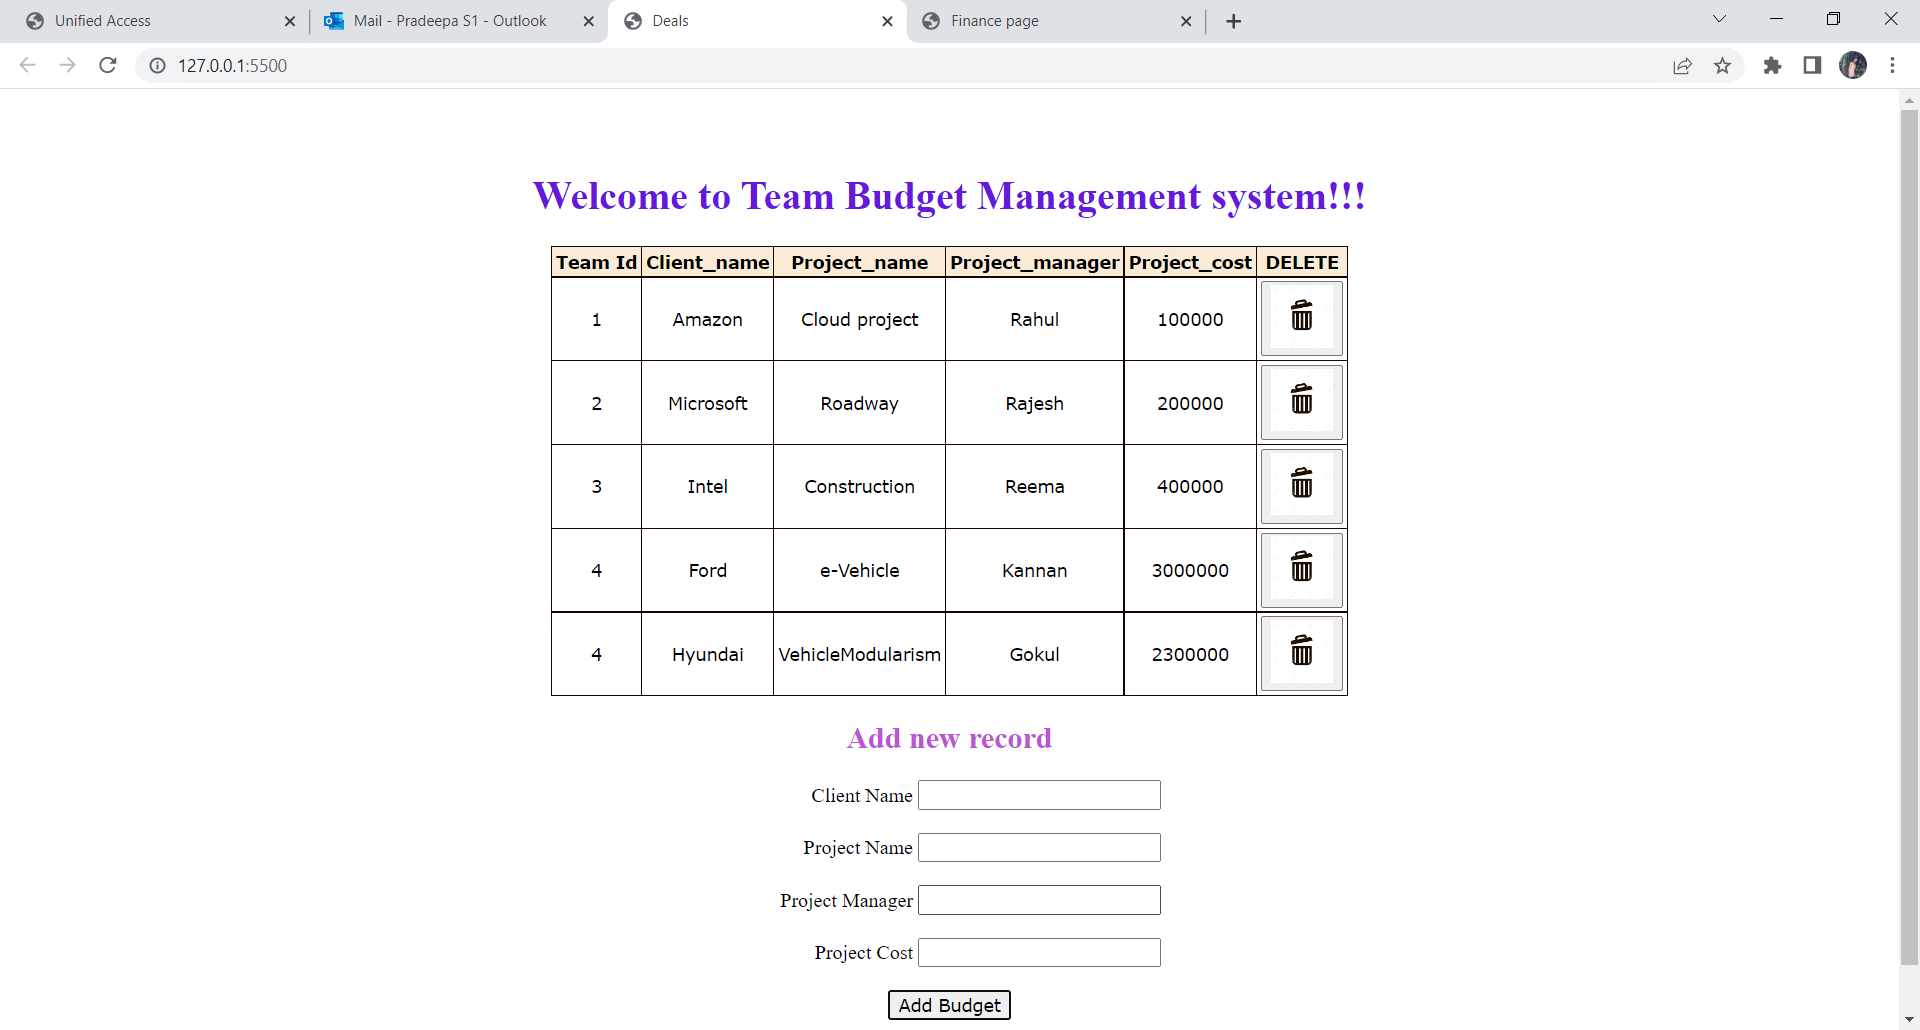 Unified Access
Mail - Pradeepa S1 - Outlook
Deals
Finance page
127.0.0.1:5500
Welcome to Team Budget Management system!!!
Team Id Client_name Project_name Project_manager Project_cost DELETE
1 Amazon Cloud project Rahul 100000
2 Microsoft Roadway Rajesh 200000
3 Intel Construction Reema 400000
4 Ford e-Vehicle Kannan 3000000
4 Hyundai VehicleModularism Gokul 2300000
Add new record
Client Name
Project Name
Project Manager
Project Cost
Add Budget